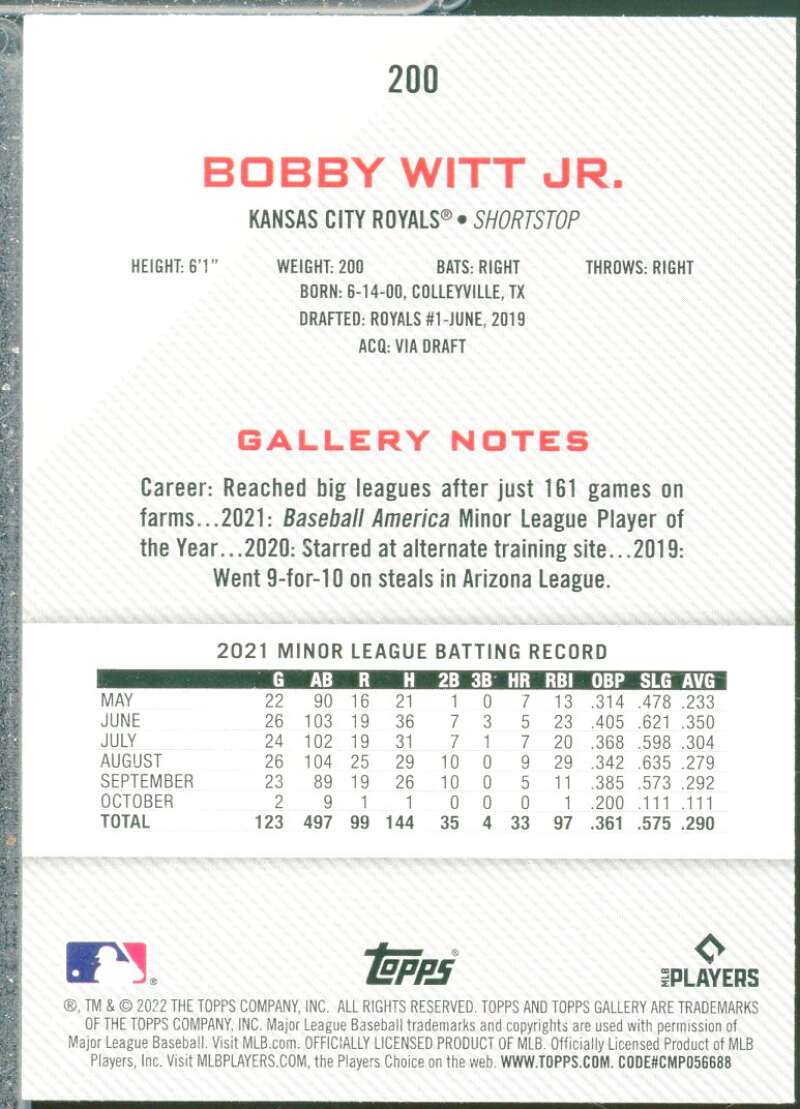 200
BOBBY WITT JR.
KANSAS CITY ROYALS® • SHORTSTOP
HEIGHT: 6'1" WEIGHT: 200 BATS: RIGHT THROWS: RIGHT
BORN: 6-14-00, COLLEYVILLE, TX
DRAFTED: ROYALS #1-JUNE, 2019
ACQ: VIA DRAFT
GALLERY NOTES
Career: Reached big leagues after just 161 games on
farms...2021: Baseball America Minor League Player of
the Year...2020: Starred at alternate training site...2019:
Went 9-for-10 on steals in Arizona League.
2021 MINOR LEAGUE BATTING RECORD
G AB R H 2B 3B HR RBI OBP SLG AVG
MAY 22 90 16 21 1 0 7 13 .314 .478 .233
JUNE 26 103 19 36 7 3 5 23 .405 .621 .350
JULY 24 102 19 31 7 1 7 20 .368 .598 .304
AUGUST 26 104 25 29 10 0 9 29 .342 .635 .279
SEPTEMBER 23 89 19 26 10 0 5 11 .385 .573 .292
OCTOBER 2 9 1 1 0 0 0 1 .200 .111 .111
TOTAL 123 497 99 144 35 4 33 97 .361 .575 .290
® TOPPS® MLB PLAYERS
®, TM & © 2022 THE TOPPS COMPANY, INC. ALL RIGHTS RESERVED. TOPPS AND TOPPS GALLERY ARE TRADEMARKS
OF THE TOPPS COMPANY, INC. Major League Baseball trademarks and copyrights are used with permission of
Major League Baseball. Visit MLB.com. OFFICIALLY LICENSED PRODUCT OF MLB. Officially Licensed Product of MLB
Players, Inc. Visit MLBPLAYERS.COM, the Players Choice on the web. WWW.TOPPS.COM. CODE#CMP056688